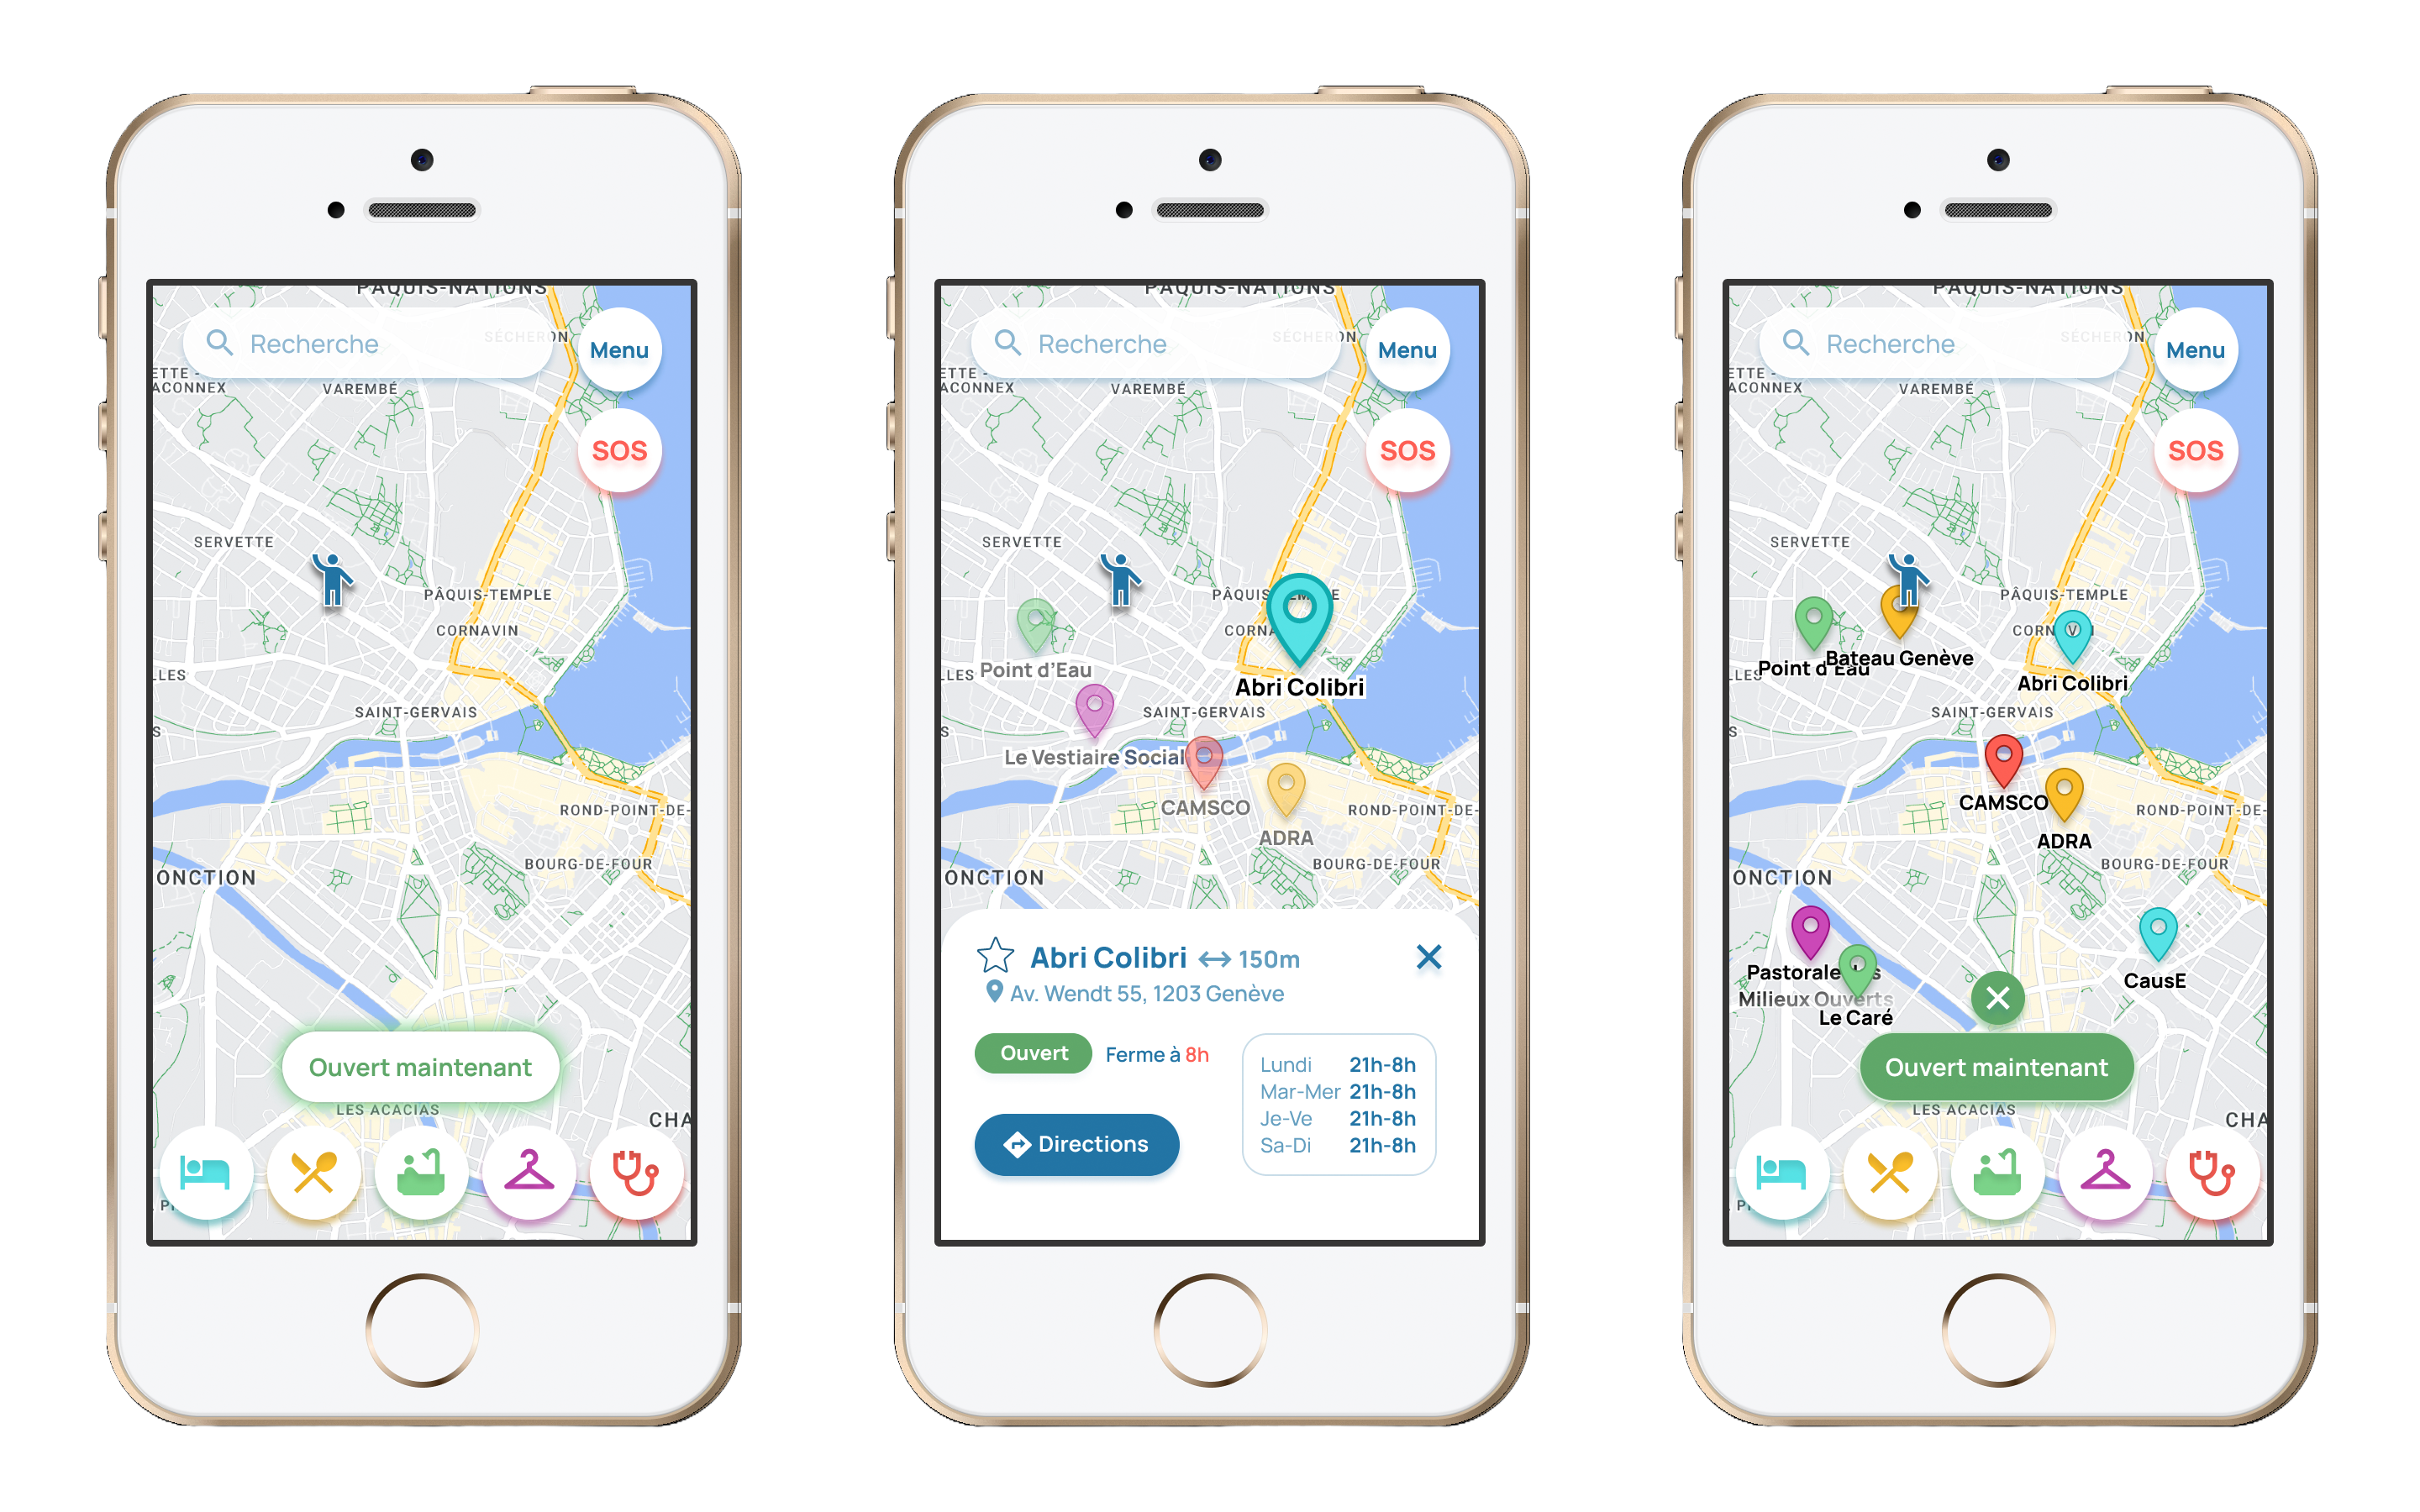 PÂQUIS-NATIONS
Recherche
SÉCHERON
Menu
ETTE -
ACONNEX
VAREMBÉ
SOS
SERVETTE
PÂQUIS-TEMPLE
CORNAVIN
LLES
SAINT-GERVAIS
S
ROND-POINT-DE-
BOURG-DE-FOUR
ONCTION
Ouvert maintenant
LES ACACIAS
CHA
P
PÂQUIS-NATIONS
Recherche
SÉCHERON
Menu
ETTE -
ACONNEX
VAREMBÉ
SOS
SERVETTE
PÂQUIS-TEMPLE
CORNA
LES
Point d'Eau
Abri Colibri
SAINT-GERVAIS
S
Le Vestiaire Social
CAMSCO
ROND-POINT-DE-
ADRA
BOURG-DE-FOUR
ONCTION
Abri Colibri ↔ 150m
Av. Wendt 55, 1203 Genève
Ouvert Ferme à 8h
Lundi 21h-8h
Mar-Mer 21h-8h
Je-Ve 21h-8h
Sa-Di 21h-8h
Directions
PÂQUIS-NATIONS
Recherche
SÉCHERON
Menu
ETTE -
ACONNEX
VAREMBÉ
SOS
SERVETTE
PÂQUIS-TEMPLE
CORNAVIN
Bateau Genève
LLES
Point d'Eau
Abri Colibri
SAINT-GERVAIS
S
CAMSCO
ROND-POINT-DE-
ADRA
BOURG-DE-FOUR
ONCTION
Pastorale des
Milieux Ouverts
Le Caré
CausE
Ouvert maintenant
LES ACACIAS
CHA
P